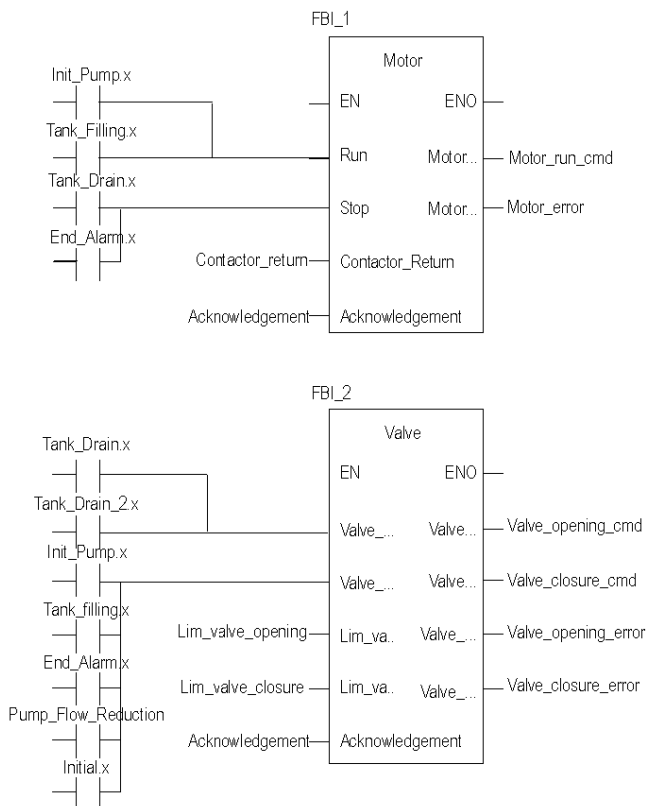 FBI_1
Motor
Init_Pump.x
EN ENO
Tank_Filling.x
Run Motor... Motor_run_cmd
Tank_Drain.x
Stop Motor... Motor_error
End_Alarm.x
Contactor_return Contactor_Return
Acknowledgement Acknowledgement
FBI_2
Valve
Tank_Drain.x
EN ENO
Tank_Drain_2.x
Valve_... Valve... Valve_opening_cmd
Init_Pump.x
Valve_... Valve... Valve_closure_cmd
Tank_filling.x
Lim_valve_opening Lim_va.. Valve_... Valve_opening_error
End_Alarm.x
Lim_valve_closure Lim_va.. Valve_... Valve_closure_error
Pump_Flow_Reduction
Acknowledgement Acknowledgement
Initial.x